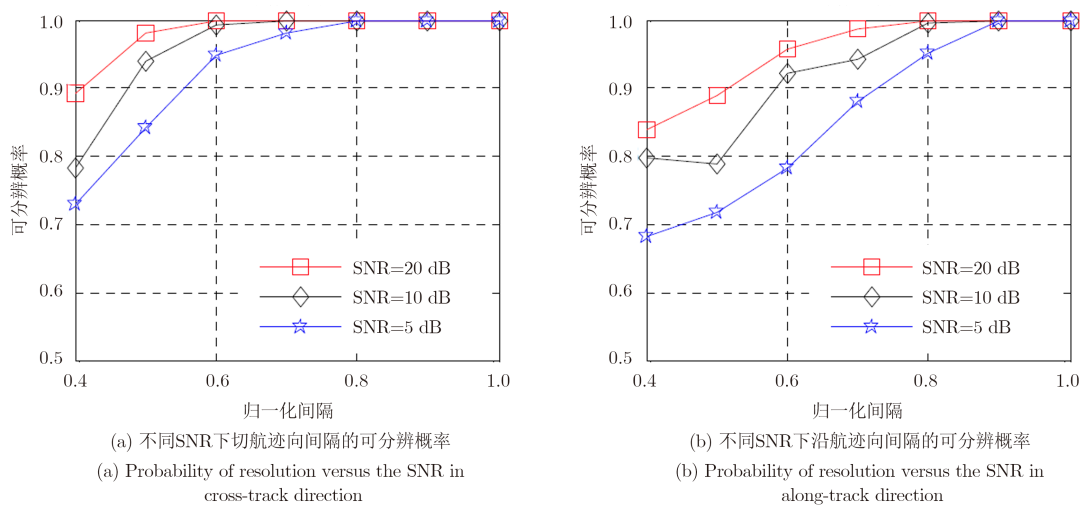 1.0
0.9
0.8
0.7
0.6
0.5
可分辨概率
SNR=20 dB
SNR=10 dB
SNR=5 dB
0.4
0.6
0.8
1.0
归一化间隔
(a) 不同SNR下切航迹向间隔的可分辨概率
(a) Probability of resolution versus the SNR in
cross-track direction
1.0
0.9
0.8
0.7
0.6
0.5
可分辨概率
SNR=20 dB
SNR=10 dB
SNR=5 dB
0.4
0.6
0.8
1.0
归一化间隔
(b) 不同SNR下沿航迹向间隔的可分辨概率
(b) Probability of resolution versus the SNR in
along-track direction